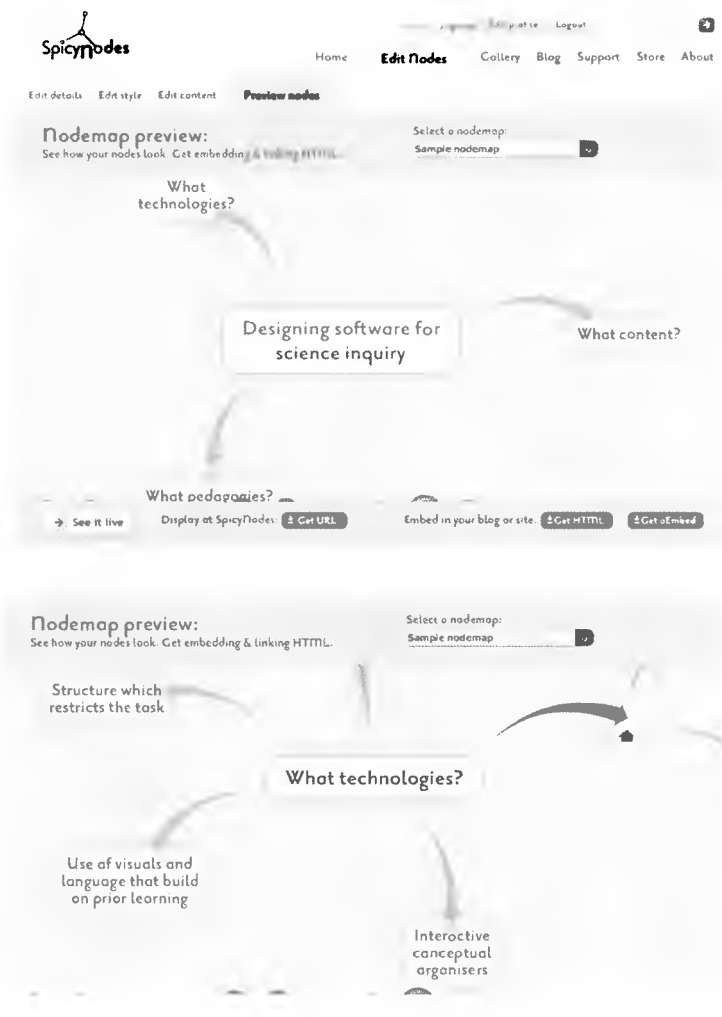 SpicyNodes
Logout
Home Edit Nodes Gallery Blog Support Store About
Edit details Edit style Edit content Preview nodes
Nodemap preview:
See how your nodes look. Get embedding & linking HTML.
Select a nodemap:
Sample nodemap
What
technologies?
Designing software for
science inquiry
What content?
What pedagogies?
See it live
Display at SpicyNodes: Get URL
Embed in your blog or site. Get HTML Get oEmbed
Nodemap preview:
See how your nodes look. Get embedding & linking HTML.
Select a nodemap:
Sample nodemap
Structure which
restricts the task
What technologies?
Use of visuals and
language that build
on prior learning
Interactive
conceptual
organisers